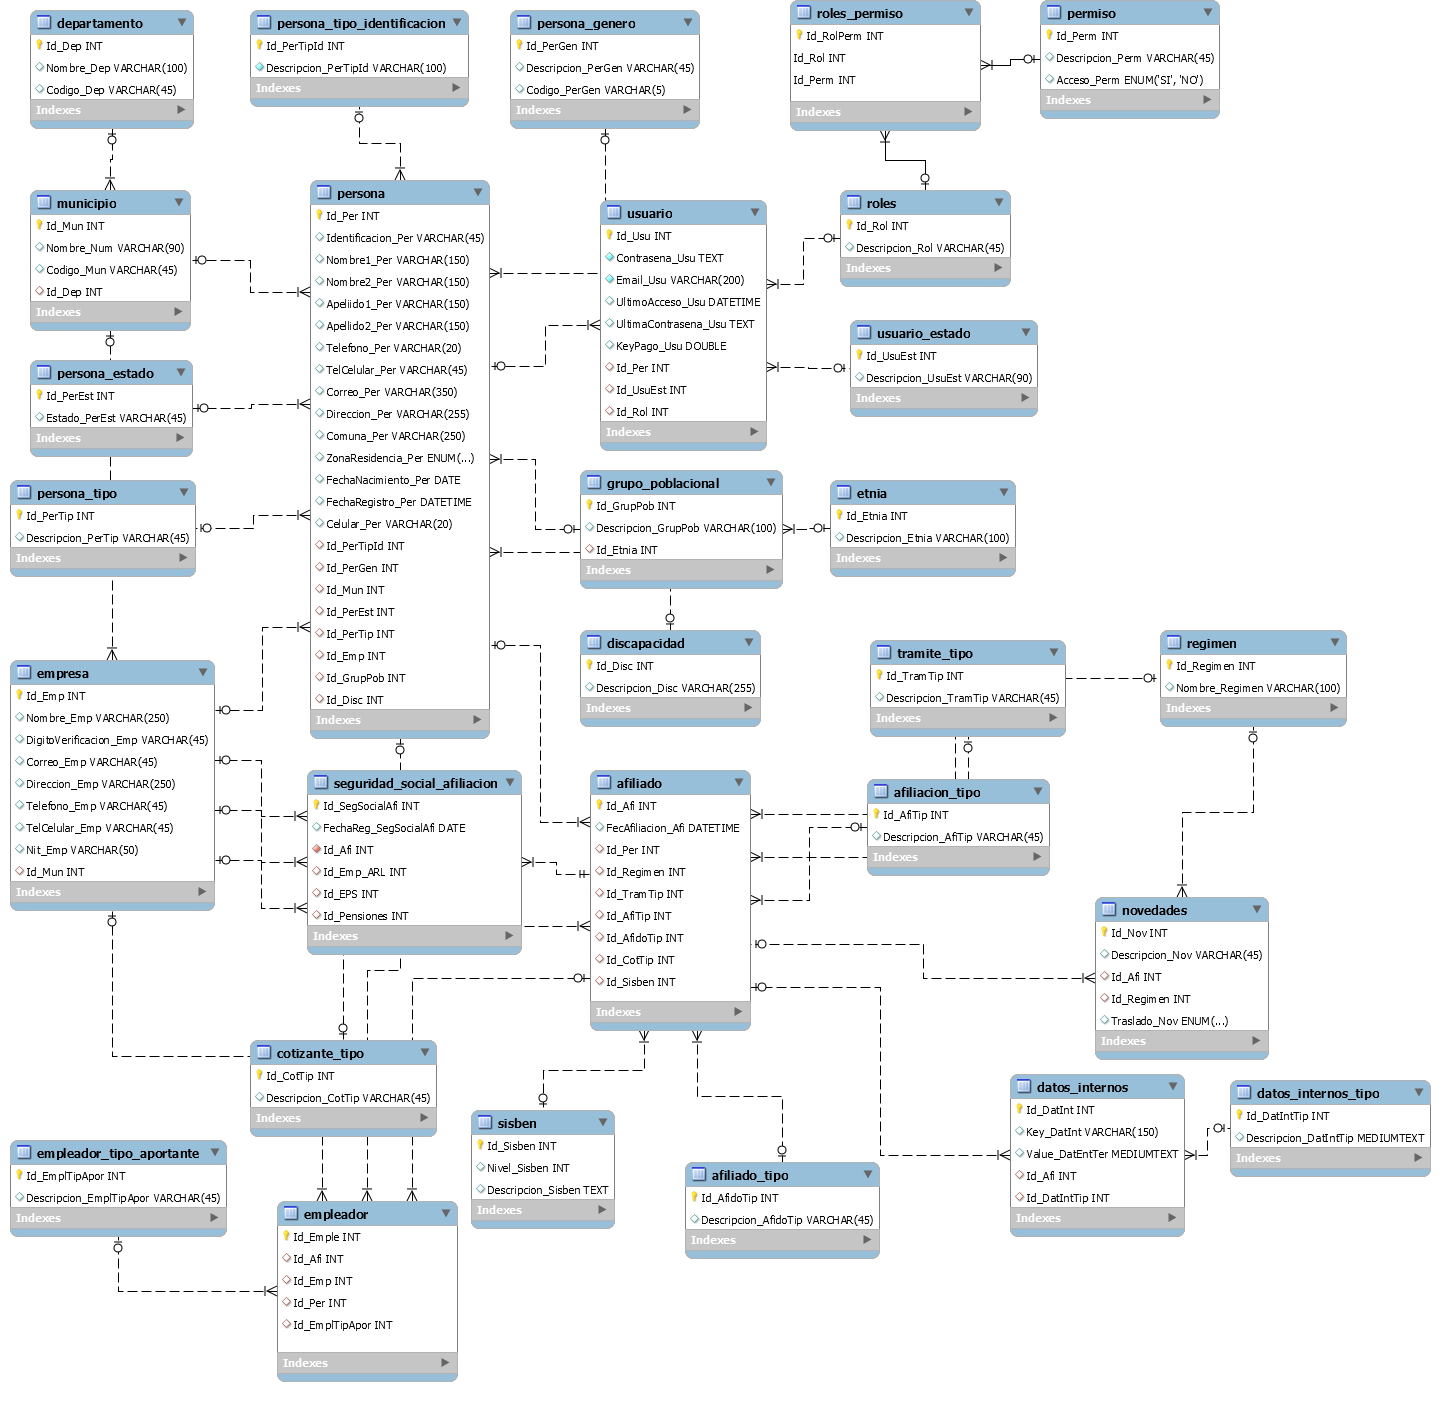 departamento
Id_Dep INT
Nombre_Dep VARCHAR(100)
Codigo_Dep VARCHAR(45)
Indexes
persona_tipo_identificacion
Id_PerTipId INT
Descripcion_PerTipId VARCHAR(100)
Indexes
persona_genero
Id_PerGen INT
Descripcion_PerGen VARCHAR(45)
Codigo_PerGen VARCHAR(5)
Indexes
roles_permiso
Id_RolPerm INT
Id_Rol INT
Id_Perm INT
Indexes
permiso
Id_Perm INT
Descripcion_Perm VARCHAR(45)
Acceso_Perm ENUM('SI', 'NO')
Indexes
municipio
Id_Mun INT
Nombre_Num VARCHAR(90)
Codigo_Mun VARCHAR(45)
Id_Dep INT
Indexes
persona
Id_Per INT
Identificacion_Per VARCHAR(45)
Nombre1_Per VARCHAR(150)
Nombre2_Per VARCHAR(150)
Apeliido1_Per VARCHAR(150)
Apellido2_Per VARCHAR(150)
Telefono_Per VARCHAR(20)
TelCelular_Per VARCHAR(45)
Correo_Per VARCHAR(350)
Direccion_Per VARCHAR(255)
Comuna_Per VARCHAR(250)
ZonaResidencia_Per ENUM(...)
FechaNacimiento_Per DATE
FechaRegistro_Per DATETIME
Celular_Per VARCHAR(20)
Id_PerTipId INT
Id_PerGen INT
Id_Mun INT
Id_PerEst INT
Id_PerTip INT
Id_Emp INT
Id_GrupPob INT
Id_Disc INT
Indexes
usuario
Id_Usu INT
Contrasena_Usu TEXT
Email_Usu VARCHAR(200)
UltimoAcceso_Usu DATETIME
UltimaContrasena_Usu TEXT
KeyPago_Usu DOUBLE
Id_Per INT
Id_UsuEst INT
Id_Rol INT
Indexes
roles
Id_Rol INT
Descripcion_Rol VARCHAR(45)
Indexes
usuario_estado
Id_UsuEst INT
Descripcion_UsuEst VARCHAR(90)
Indexes
persona_estado
Id_PerEst INT
Estado_PerEst VARCHAR(45)
Indexes
persona_tipo
Id_PerTip INT
Descripcion_PerTip VARCHAR(45)
Indexes
grupo_poblacional
Id_GrupPob INT
Descripcion_GrupPob VARCHAR(100)
Id_Etnia INT
Indexes
etnia
Id_Etnia INT
Descripcion_Etnia VARCHAR(100)
Indexes
discapacidad
Id_Disc INT
Descripcion_Disc VARCHAR(255)
Indexes
tramite_tipo
Id_TramTip INT
Descripcion_TramTip VARCHAR(45)
Indexes
regimen
Id_Regimen INT
Nombre_Regimen VARCHAR(100)
Indexes
empresa
Id_Emp INT
Nombre_Emp VARCHAR(250)
DigitoVerificacion_Emp VARCHAR(45)
Correo_Emp VARCHAR(45)
Direccion_Emp VARCHAR(250)
Telefono_Emp VARCHAR(45)
TelCelular_Emp VARCHAR(45)
Nit_Emp VARCHAR(50)
Id_Mun INT
Indexes
seguridad_social_afiliacion
Id_SegSocialAfi INT
FechaReg_SegSocialAfi DATE
Id_Afi INT
Id_Emp_ARL INT
Id_EPS INT
Id_Pensiones INT
Indexes
afiliado
Id_Afi INT
FecAfiliacion_Afi DATETIME
Id_Per INT
Id_Regimen INT
Id_TramTip INT
Id_AfiTip INT
Id_AfidoTip INT
Id_CotTip INT
Id_Sisben INT
Indexes
afiliacion_tipo
Id_AfiTip INT
Descripcion_AfiTip VARCHAR(45)
Indexes
novedades
Id_Nov INT
Descripcion_Nov VARCHAR(45)
Id_Afi INT
Id_Regimen INT
Traslado_Nov ENUM(...)
Indexes
cotizante_tipo
Id_CotTip INT
Descripcion_CotTip VARCHAR(45)
Indexes
datos_internos
Id_DatInt INT
Key_DatInt VARCHAR(150)
Value_DatEntTer MEDIUMTEXT
Id_Afi INT
Id_DatIntTip INT
Indexes
datos_internos_tipo
Id_DatIntTip INT
Descripcion_DatIntTip MEDIUMTEXT
Indexes
sisben
Id_Sisben INT
Nivel_Sisben INT
Descripcion_Sisben TEXT
Indexes
empleador_tipo_aportante
Id_EmplTipApor INT
Descripcion_EmplTipApor VARCHAR(45)
Indexes
afiliado_tipo
Id_AfidoTip INT
Descripcion_AfidoTip VARCHAR(45)
Indexes
empleador
Id_Emple INT
Id_Afi INT
Id_Emp INT
Id_Per INT
Id_EmplTipApor INT
Indexes